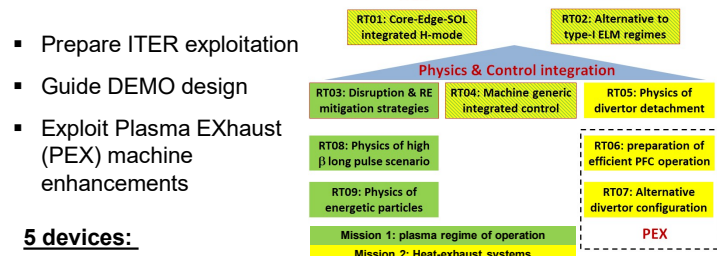 ▪ Prepare ITER exploitation
▪ Guide DEMO design
▪ Exploit Plasma EXhaust
(PEX) machine
enhancements
5 devices:
RT01: Core-Edge-SOL
integrated H-mode
RT02: Alternative to
type-I ELM regimes
Physics & Control integration
RT03: Disruption & RE
mitigation strategies
RT04: Machine generic
integrated control
RT05: Physics of
divertor detachment
RT08: Physics of high
β long pulse scenario
RT06: preparation of
efficient PFC operation
RT09: Physics of
energetic particles
RT07: Alternative
divertor configuration
Mission 1: plasma regime of operation
PEX
Mission 2: Heat-exhaust systems